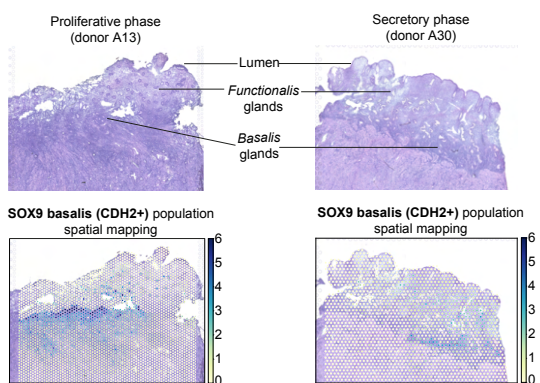 Proliferative phase
(donor A13)
Secretory phase
(donor A30)
Lumen
Functionalis
glands
Basalis
glands
SOX9 basalis (CDH2+) population
spatial mapping
6
5
4
3
2
1
0
SOX9 basalis (CDH2+) population
spatial mapping
6
5
4
3
2
1
0